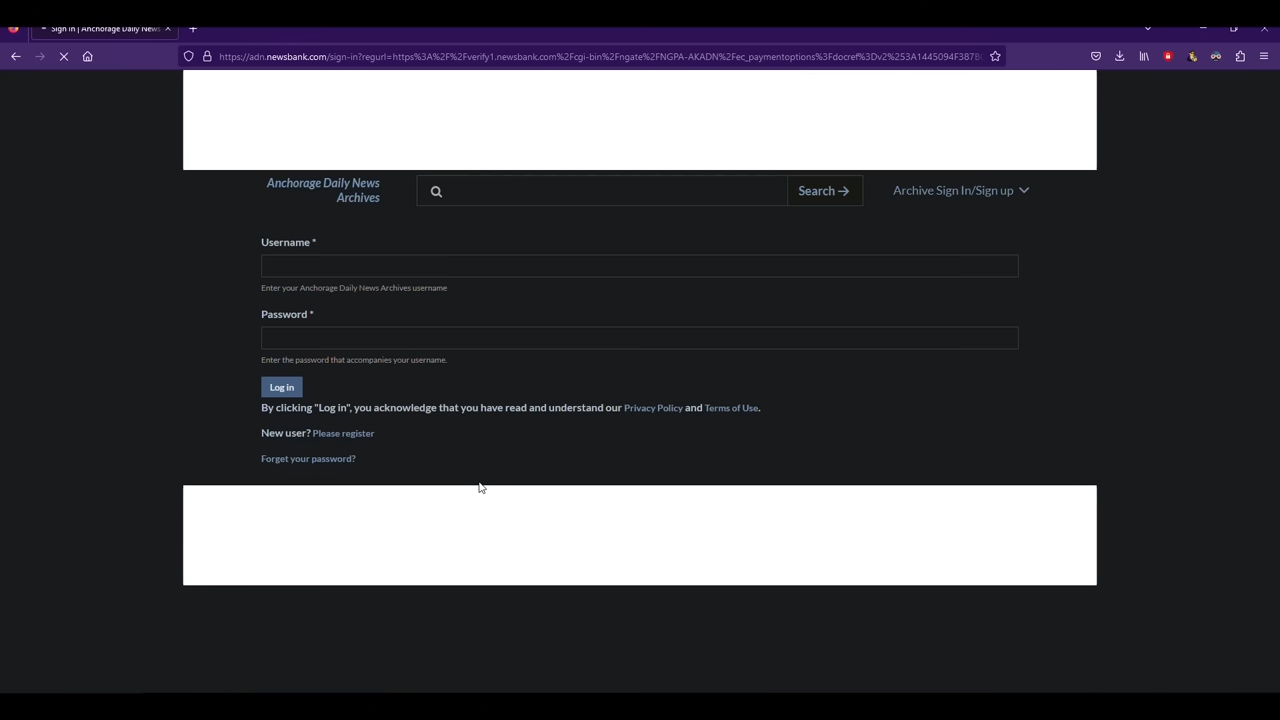 Sign in | Anchorage Daily News
https://adn.newsbank.com/sign-in?regurl=https%3A%2F%2Fverify1.newsbank.com%2Fcgi-bin%2Fngate%2FNGPA-AKADN%2Fec_paymentoptions%3Fdocref%3Dv2%253A1445094F3B7B
Anchorage Daily News
Archives
Search
Archive Sign In/Sign up
Username *
Enter your Anchorage Daily News Archives username
Password *
Enter the password that accompanies your username.
Log in
By clicking "Log in", you acknowledge that you have read and understand our Privacy Policy and Terms of Use.
New user? Please register
Forget your password?